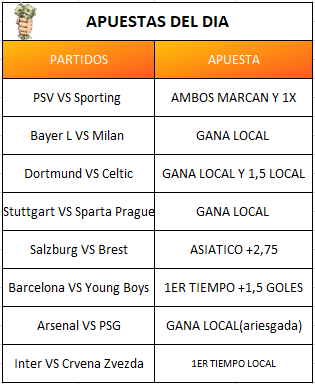 APUESTAS DEL DIA
PARTIDOS APUESTA
PSV VS Sporting AMBOS MARCAN Y 1X
Bayer L VS Milan GANA LOCAL
Dortmund VS Celtic GANA LOCAL Y 1,5 LOCAL
Stuttgart VS Sparta Prague GANA LOCAL
Salzburg VS Brest ASIATICO +2,75
Barcelona VS Young Boys 1ER TIEMPO +1,5 GOLES
Arsenal VS PSG GANA LOCAL(ariesgada)
Inter VS Crvena Zvezda 1ER TIEMPO LOCAL